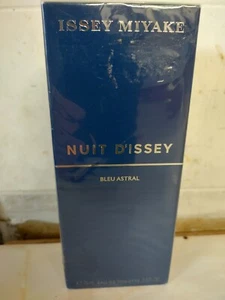 ISSEY MIYAKE
NUIT D'ISSEY
BLEU ASTRAL